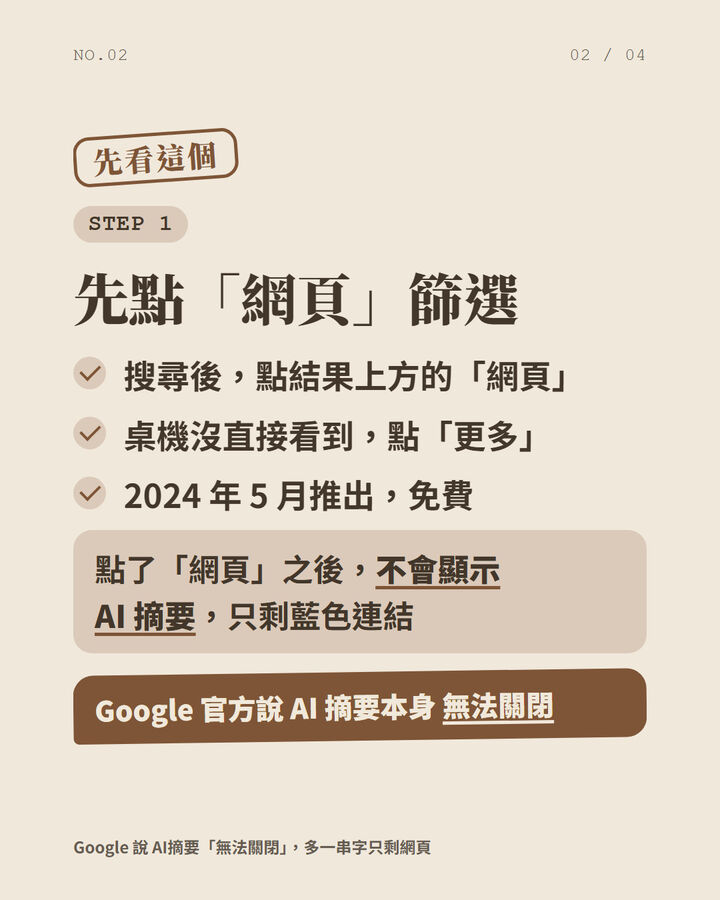 NO.02
02 / 04
先看這個
STEP 1
先點「網頁」篩選
搜尋後，點結果上方的「網頁」
桌機沒直接看到，點「更多」
2024 年 5 月推出，免費
點了「網頁」之後，不會顯示
AI 摘要，只剩藍色連結
Google 官方說 AI 摘要本身 無法關閉
Google 說 AI摘要「無法關閉」，多一串字只剩網頁